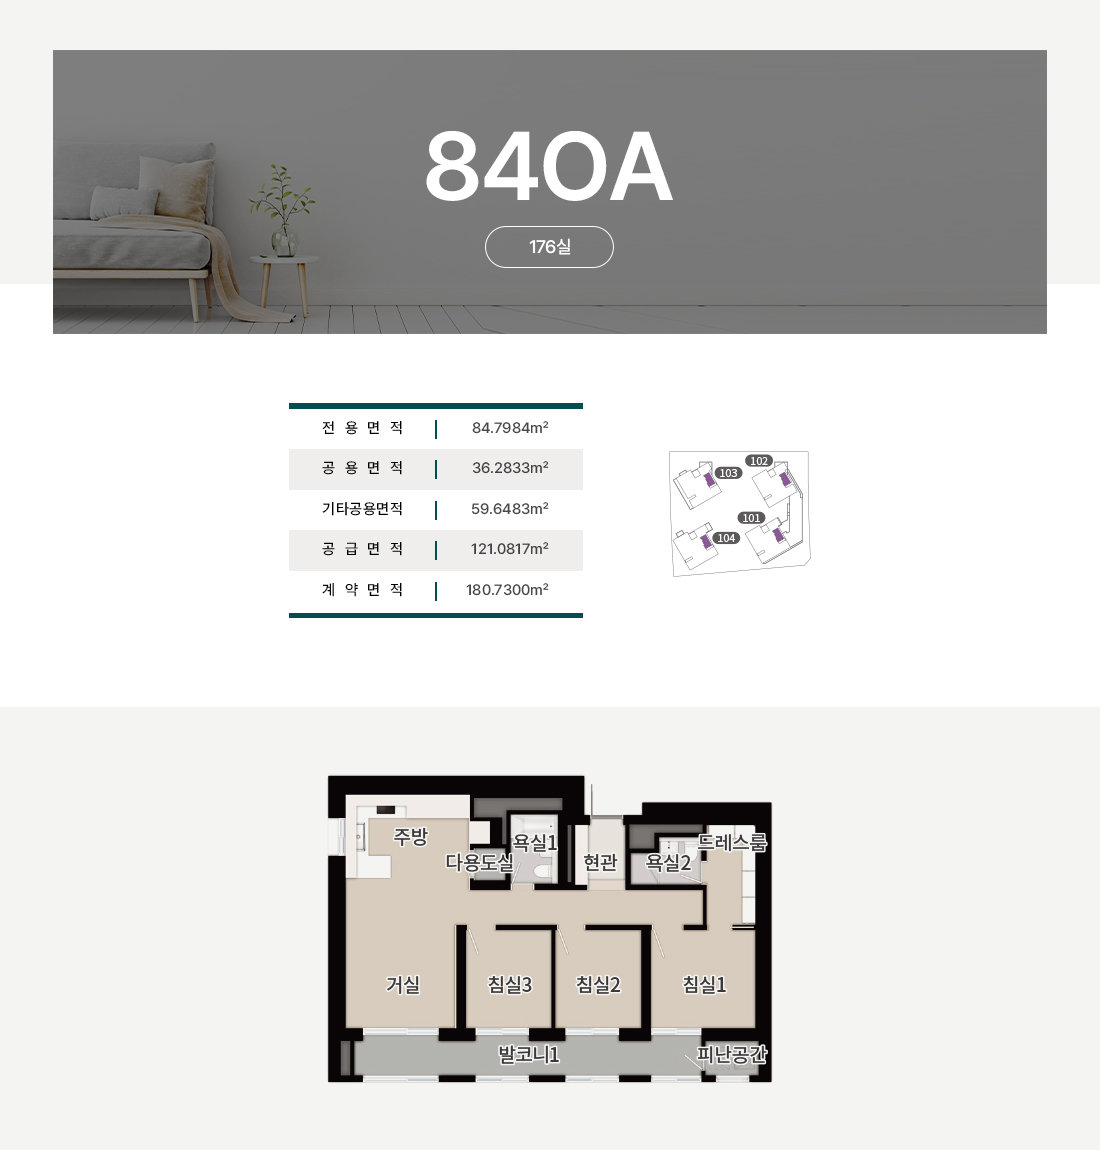 84OA
176실
전 용 면 적 84.7984m²
공 용 면 적 36.2833m²
기타공용면적 59.6483m²
공 급 면 적 121.0817m²
계 약 면 적 180.7300m²
102
103
101
104
주방
욕실1
드레스룸
다용도실
현관
욕실2
거실
침실3
침실2
침실1
발코니1
피난공간